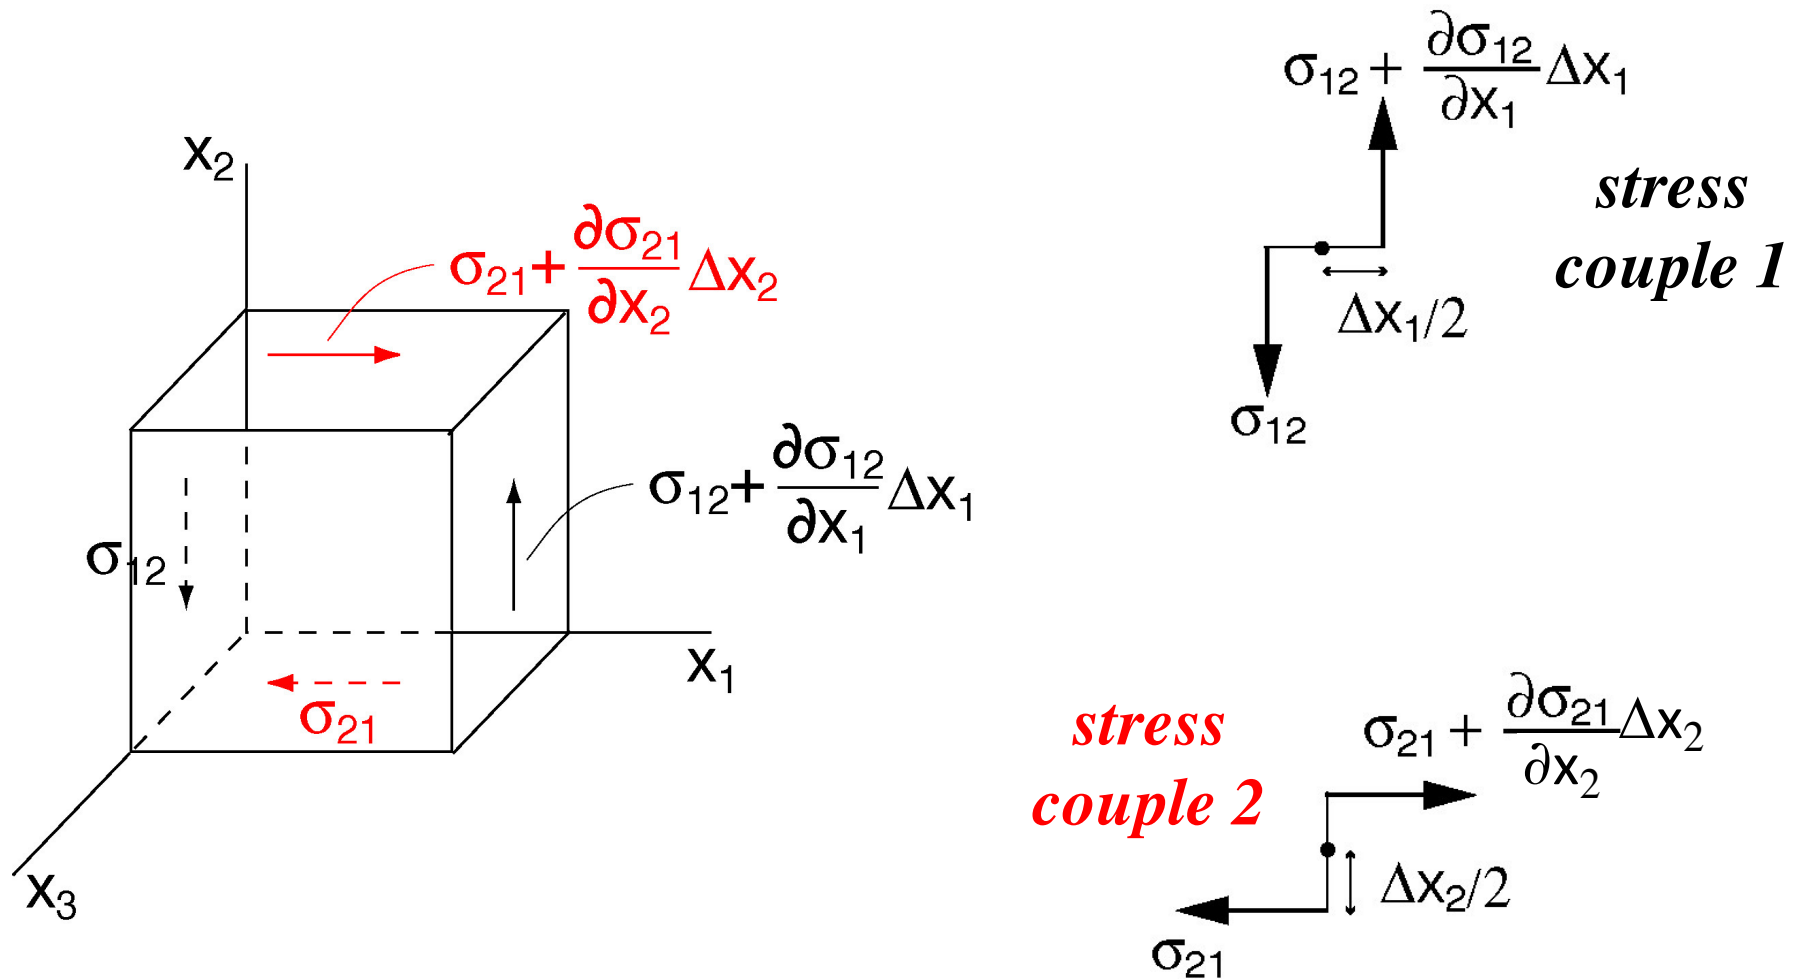 x₂
σ₂₁+ ∂σ₂₁/∂x₂ Δx₂
σ₁₂
σ₁₂+ ∂σ₁₂/∂x₁ Δx₁
x₁
σ₂₁
x₃
σ₁₂ + ∂σ₁₂/∂x₁ Δx₁
stress
couple 1
Δx₁/2
σ₁₂
stress
couple 2
σ₂₁ + ∂σ₂₁/∂x₂ Δx₂
Δx₂/2
σ₂₁